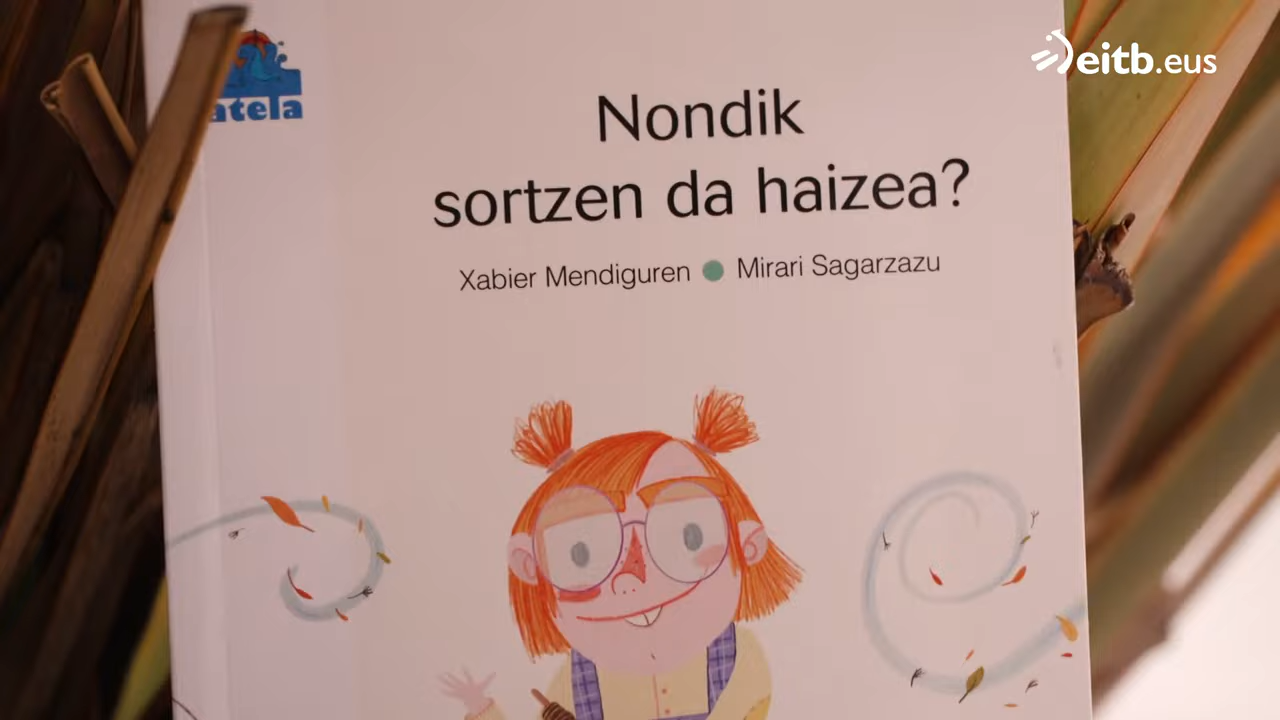 eitb.eus
atela
Nondik
sortzen da haizea?
Xabier Mendiguren ● Mirari Sagarzazu